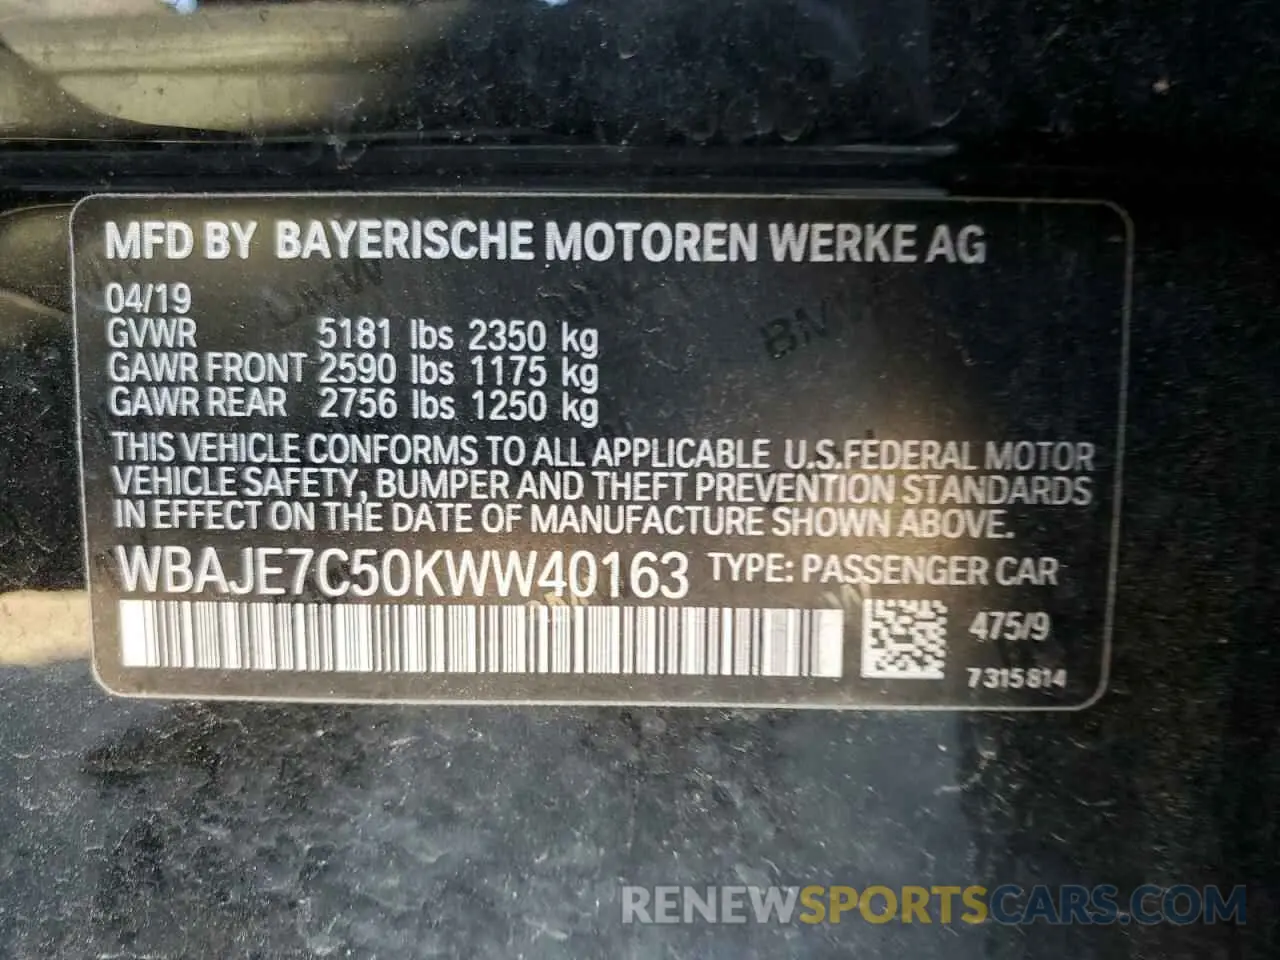 MFD BY BAYERISCHE MOTOREN WERKE AG
04/19
GVWR 5181 lbs 2350 kg
GAWR FRONT 2590 lbs 1175 kg
GAWR REAR 2756 lbs 1250 kg
THIS VEHICLE CONFORMS TO ALL APPLICABLE U.S.FEDERAL MOTOR
VEHICLE SAFETY, BUMPER AND THEFT PREVENTION STANDARDS
IN EFFECT ON THE DATE OF MANUFACTURE SHOWN ABOVE.
WBAJE7C50KWW40163 TYPE: PASSENGER CAR
475/9
7315814
RENEWSPORTSCARS.COM